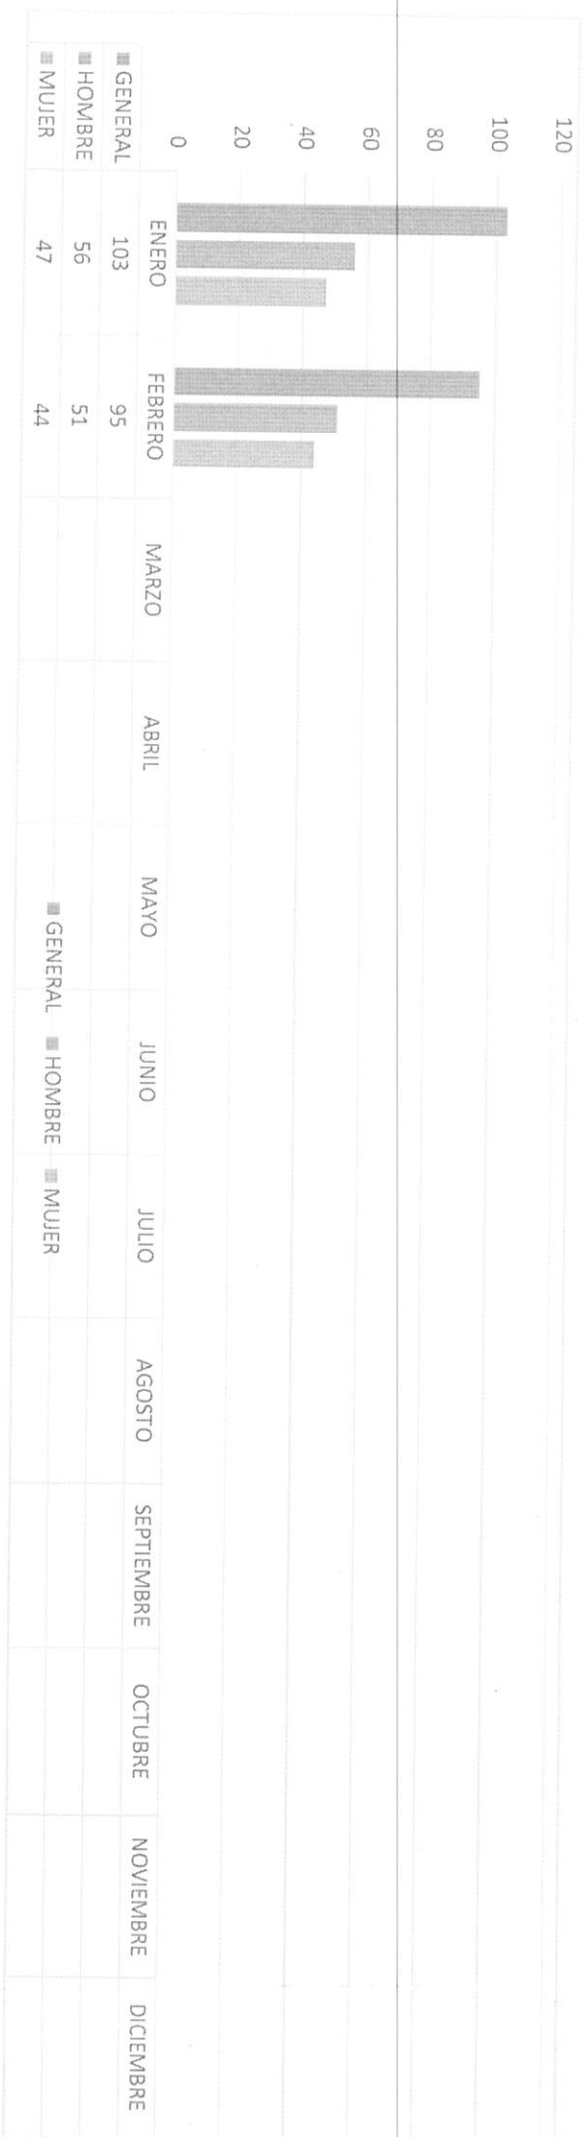 120
100
80
60
40
20
0
ENERO FEBRERO MARZO ABRIL MAYO JUNIO JULIO AGOSTO SEPTIEMBRE OCTUBRE NOVIEMBRE DICIEMBRE
GENERAL 103 95
HOMBRE 56 51
MUJER 47 44
GENERAL HOMBRE MUJER